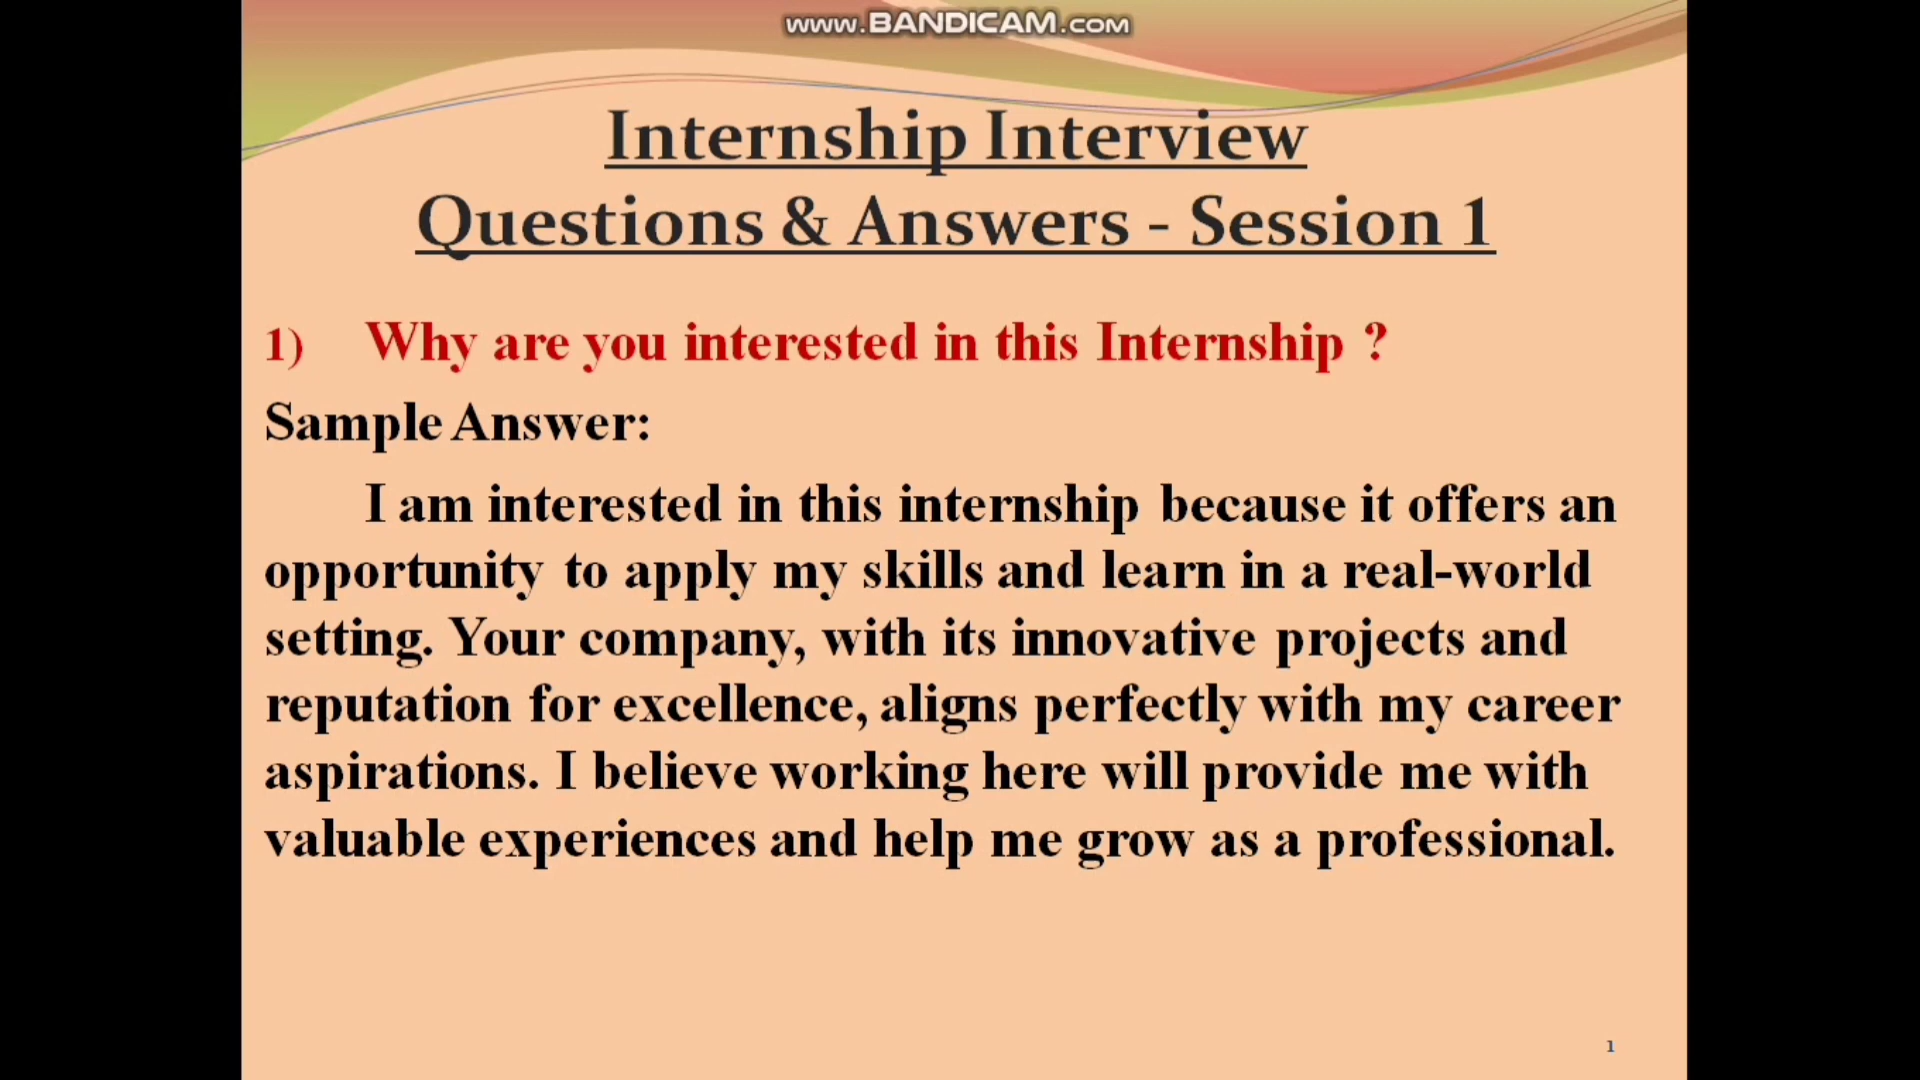 www.BANDICAM.com
Internship Interview
Questions & Answers - Session 1
1) Why are you interested in this Internship ?
Sample Answer:
I am interested in this internship because it offers an
opportunity to apply my skills and learn in a real-world
setting. Your company, with its innovative projects and
reputation for excellence, aligns perfectly with my career
aspirations. I believe working here will provide me with
valuable experiences and help me grow as a professional.
1